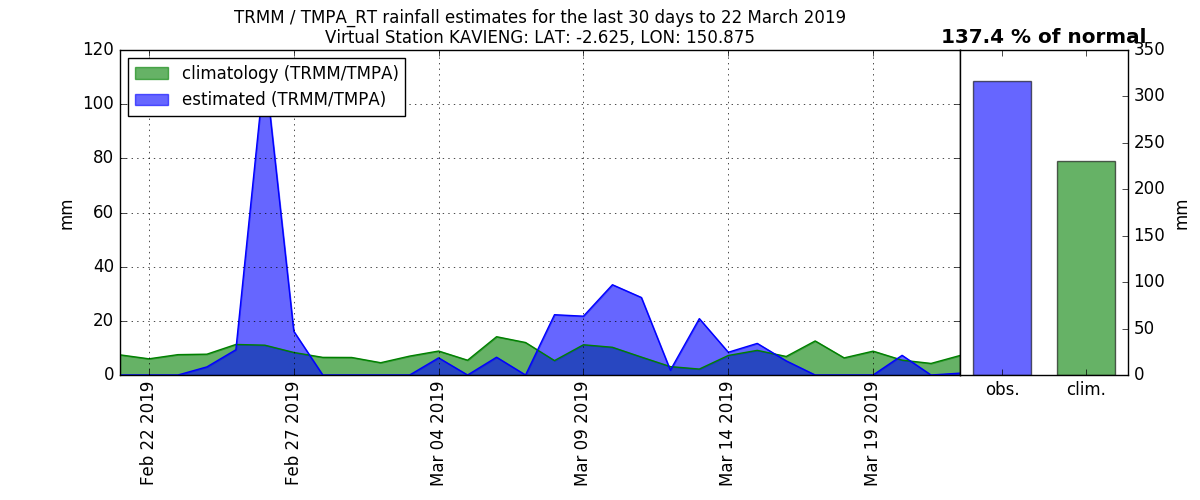 TRMM / TMPA_RT rainfall estimates for the last 30 days to 22 March 2019
Virtual Station KAVIENG: LAT: -2.625, LON: 150.875
137.4 % of normal
climatology (TRMM/TMPA)
estimated (TRMM/TMPA)
120
100
80
60
40
20
0
mm
Feb 22 2019
Feb 27 2019
Mar 04 2019
Mar 09 2019
Mar 14 2019
Mar 19 2019
obs.
clim.
350
300
250
200
150
100
50
0
mm